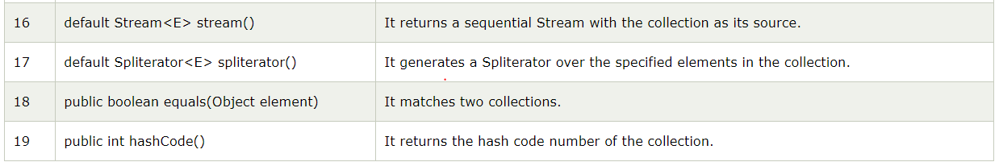 16 default Stream<E> stream() It returns a sequential Stream with the collection as its source.
17 default Spliterator<E> spliterator() It generates a Spliterator over the specified elements in the collection.
18 public boolean equals(Object element) It matches two collections.
19 public int hashCode() It returns the hash code number of the collection.